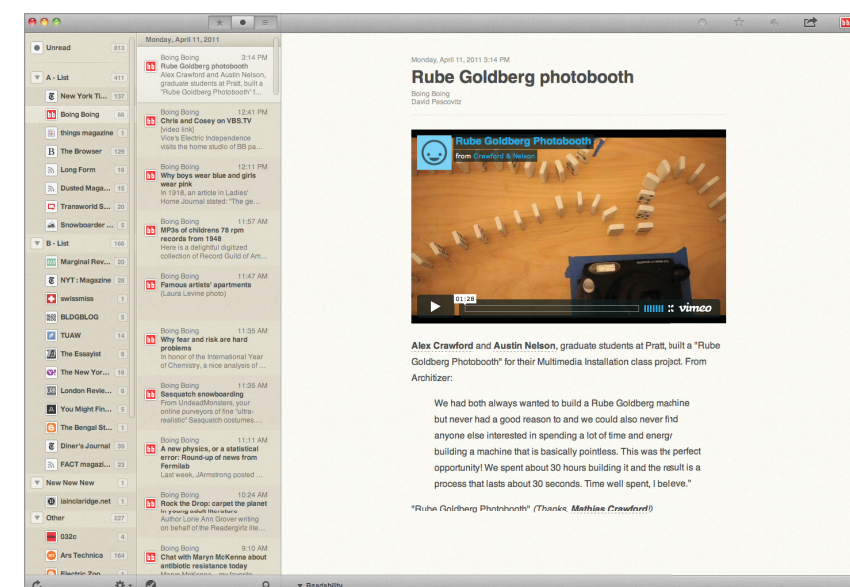 Unread 813
A - List 411
New York Ti... 137
Boing Boing 88
things magazine 1
The Browser 129
Long Form 16
Dusted Maga... 15
Transworld S... 20
Snowboarder ... 5
B - List 166
Marginal Rev... 20
NYT : Magazine 28
swissmiss 1
BLDGBLOG 5
TUAW 14
The Essayist 6
The New Yor... 16
London Revie... 8
You Might Fin... 5
The Bengal St... 1
Diner's Journal 39
FACT magazi... 23
New New New 1
iainclaridge.net 1
Other 227
032c 4
Ars Technica 164
Electric Zoo
Monday, April 11, 2011
Boing Boing 3:14 PM
Rube Goldberg photobooth
Alex Crawford and Austin Nelson,
graduate students at Pratt, built a
"Rube Goldberg Photobooth" f...
Boing Boing 12:41 PM
Chris and Cosey on VBS.TV
[video link]
Vice's Electric Independence
visits the home studio of BB pa...
Boing Boing 12:11 PM
Why boys wear blue and girls
wear pink
In 1918, an article in Ladies'
Home Journal stated: "The ge...
Boing Boing 11:57 AM
MP3s of childrens 78 rpm
records from 1948
Here is a delightful digitized
collection of Record Guild of Am...
Boing Boing 11:47 AM
Famous artists' apartments
(Laura Levine photo)
Boing Boing 11:35 AM
Why fear and risk are hard
problems
In honor of the International Year
of Chemistry, a nice analysis of ...
Boing Boing 11:35 AM
Sasquatch snowboarding
From UndeadMonsters, your
online purveyors of fine "ultra-
realistic" Sasquatch costumes....
Boing Boing 11:11 AM
A new physics, or a statistical
error: Round-up of news from
Fermilab
Last week, JArmstrong posted ...
Boing Boing 10:24 AM
Rock the Drop: carpet the planet
in young adult literature
Author Lorie Ann Grover writing
on behalf of the Readergirlz lite...
Boing Boing 9:10 AM
Chat with Maryn McKenna about
antibiotic resistance today
Monday, April 11, 2011 3:14 PM
Rube Goldberg photobooth
Boing Boing
David Pescovitz
Rube Goldberg Photobooth
from Crawford & Nelson
01:28
vimeo
Alex Crawford and Austin Nelson, graduate students at Pratt, built a "Rube
Goldberg Photobooth" for their Multimedia Installation class project. From
Architizer:
We had both always wanted to build a Rube Goldberg machine
but never had a good reason to and we could also never find
anyone else interested in spending a lot of time and energy
building a machine that is basically pointless. This was the perfect
opportunity! We spent about 30 hours building it and the result is a
process that lasts about 30 seconds. Time well spent, I believe."
"Rube Goldberg Photobooth" (Thanks, Mathias Crawford!)
Readability